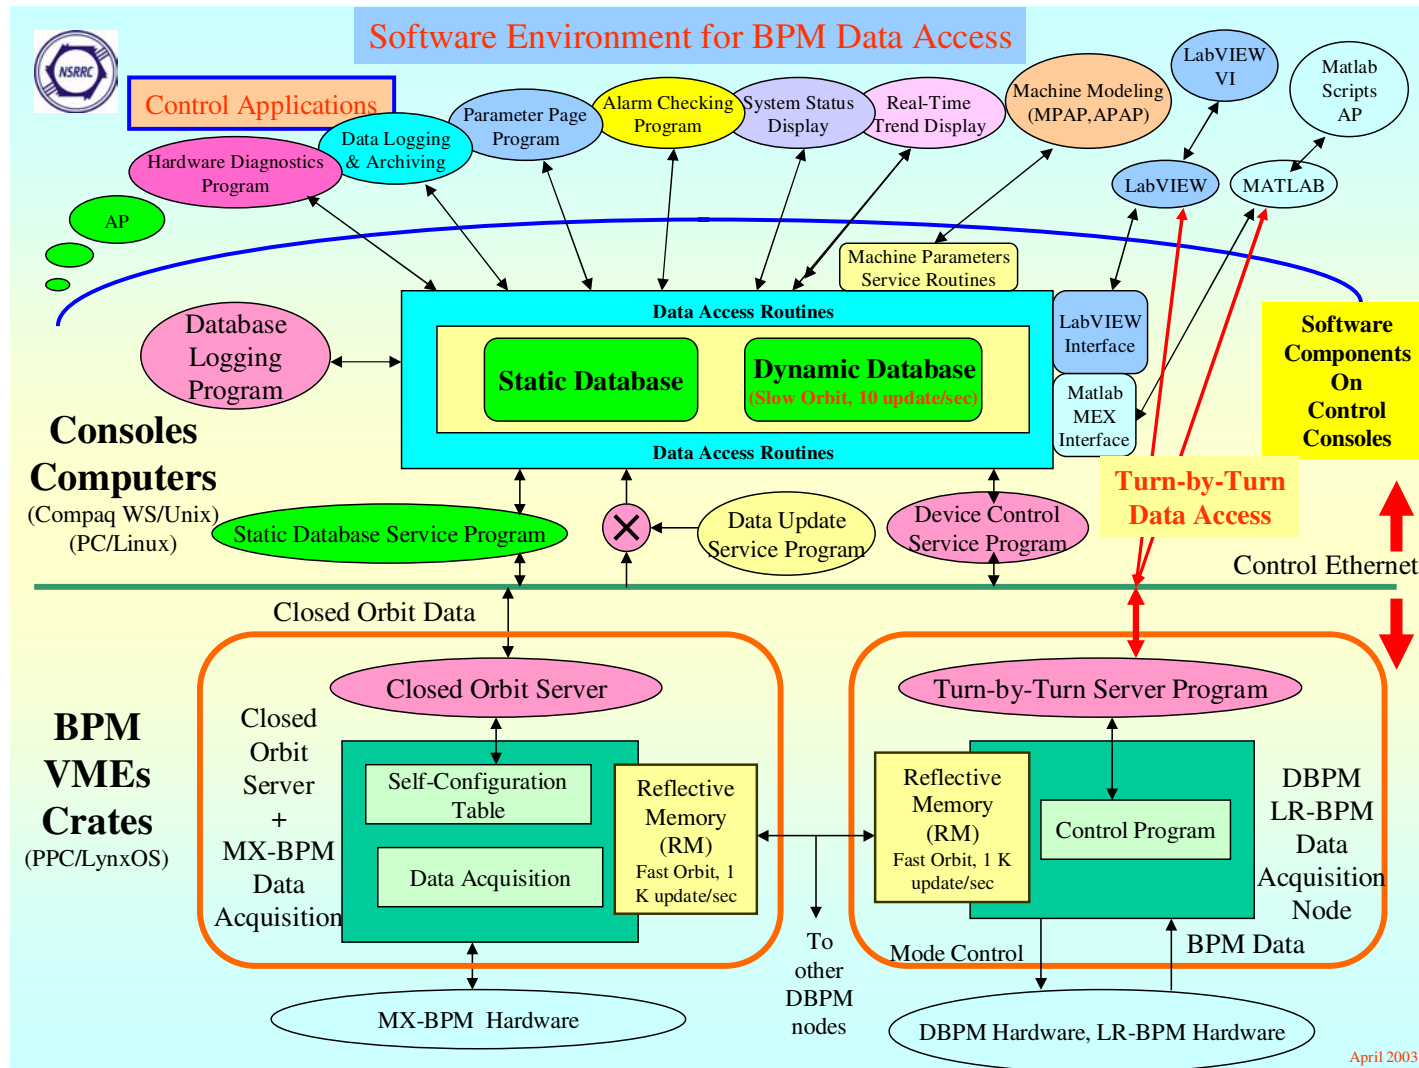 Software Environment for BPM Data Access
NSRRC
Control Applications
Hardware Diagnostics
Program
Data Logging
& Archiving
Parameter Page
Program
Alarm Checking
Program
System Status
Display
Real-Time
Trend Display
Machine Modeling
(MPAP,APAP)
LabVIEW
VI
Matlab
Scripts
AP
LabVIEW
MATLAB
AP
Machine Parameters
Service Routines
Database
Logging
Program
Data Access Routines
Static Database
Dynamic Database
(Slow Orbit, 10 update/sec)
Data Access Routines
LabVIEW
Interface
Matlab
MEX
Interface
Software
Components
On
Control
Consoles
Consoles
Computers
(Compaq WS/Unix)
(PC/Linux)
Static Database Service Program
Data Update
Service Program
Device Control
Service Program
Turn-by-Turn
Data Access
Control Ethernet
Closed Orbit Data
BPM
VMEs
Crates
(PPC/LynxOS)
Closed Orbit Server
Closed
Orbit
Server
+
MX-BPM
Data
Acquisition
Self-Configuration
Table
Data Acquisition
Reflective
Memory
(RM)
Fast Orbit, 1
K update/sec
Turn-by-Turn Server Program
Reflective
Memory
(RM)
Fast Orbit, 1 K
update/sec
Control Program
DBPM
LR-BPM
Data
Acquisition
Node
To
other
DBPM
nodes
Mode Control
BPM Data
MX-BPM Hardware
DBPM Hardware, LR-BPM Hardware
April 2003